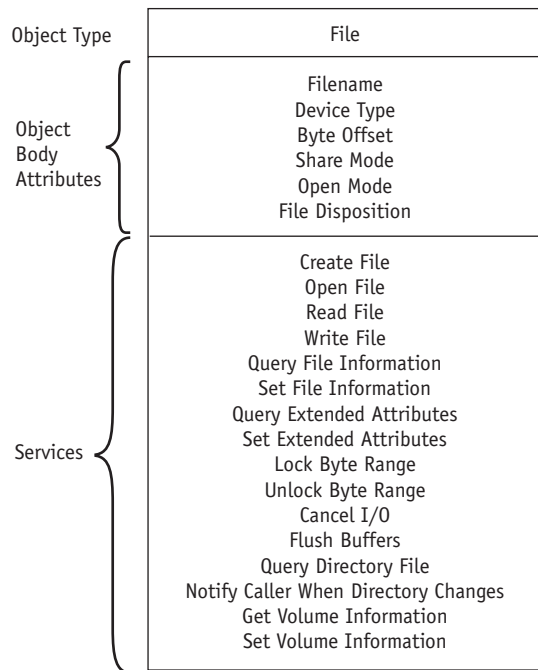 Object Type
File
Object
Body
Attributes
Filename
Device Type
Byte Offset
Share Mode
Open Mode
File Disposition
Services
Create File
Open File
Read File
Write File
Query File Information
Set File Information
Query Extended Attributes
Set Extended Attributes
Lock Byte Range
Unlock Byte Range
Cancel I/O
Flush Buffers
Query Directory File
Notify Caller When Directory Changes
Get Volume Information
Set Volume Information